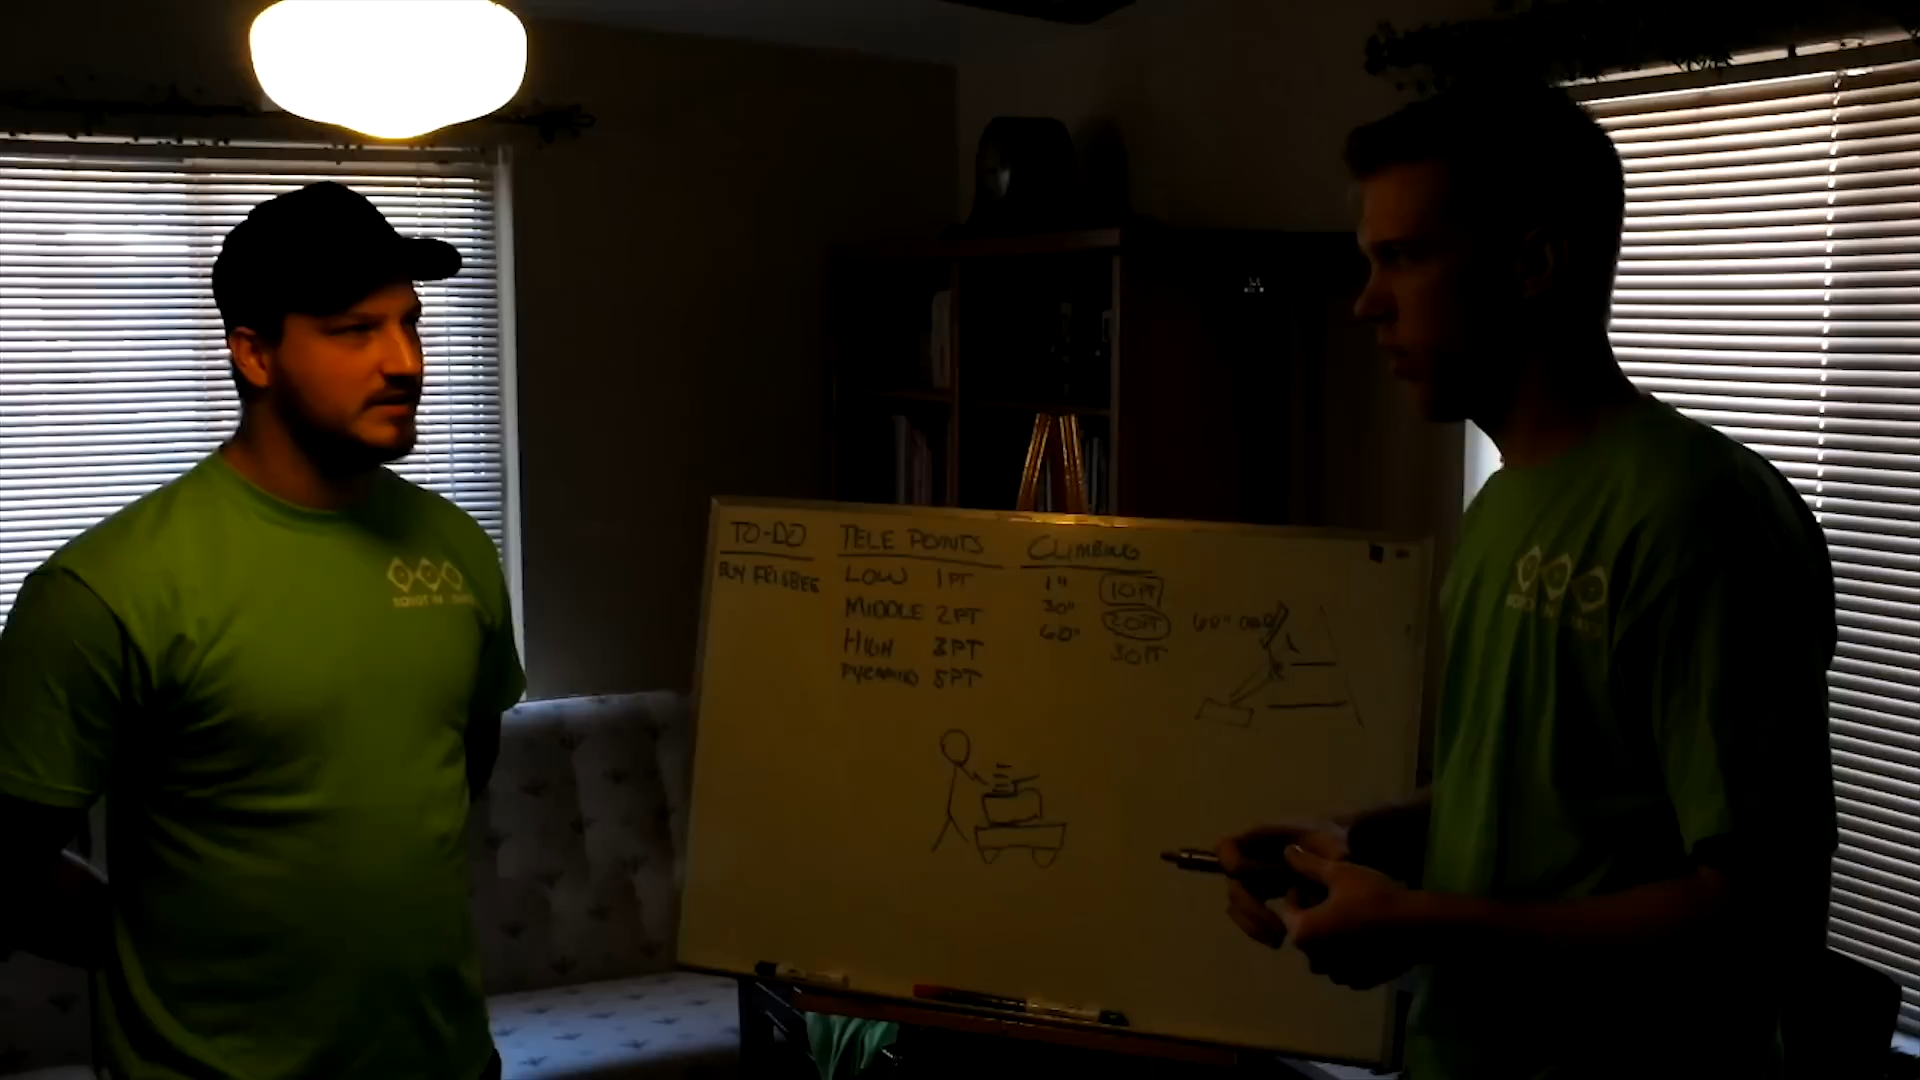 TO-DO
BUY FRISBEE
TELE POINTS
LOW 1PT
MIDDLE 2PT
HIGH 3PT
PYRAMID 5PT
CLIMBING
1" 10PT
30" 20PT
60" 30PT
60"